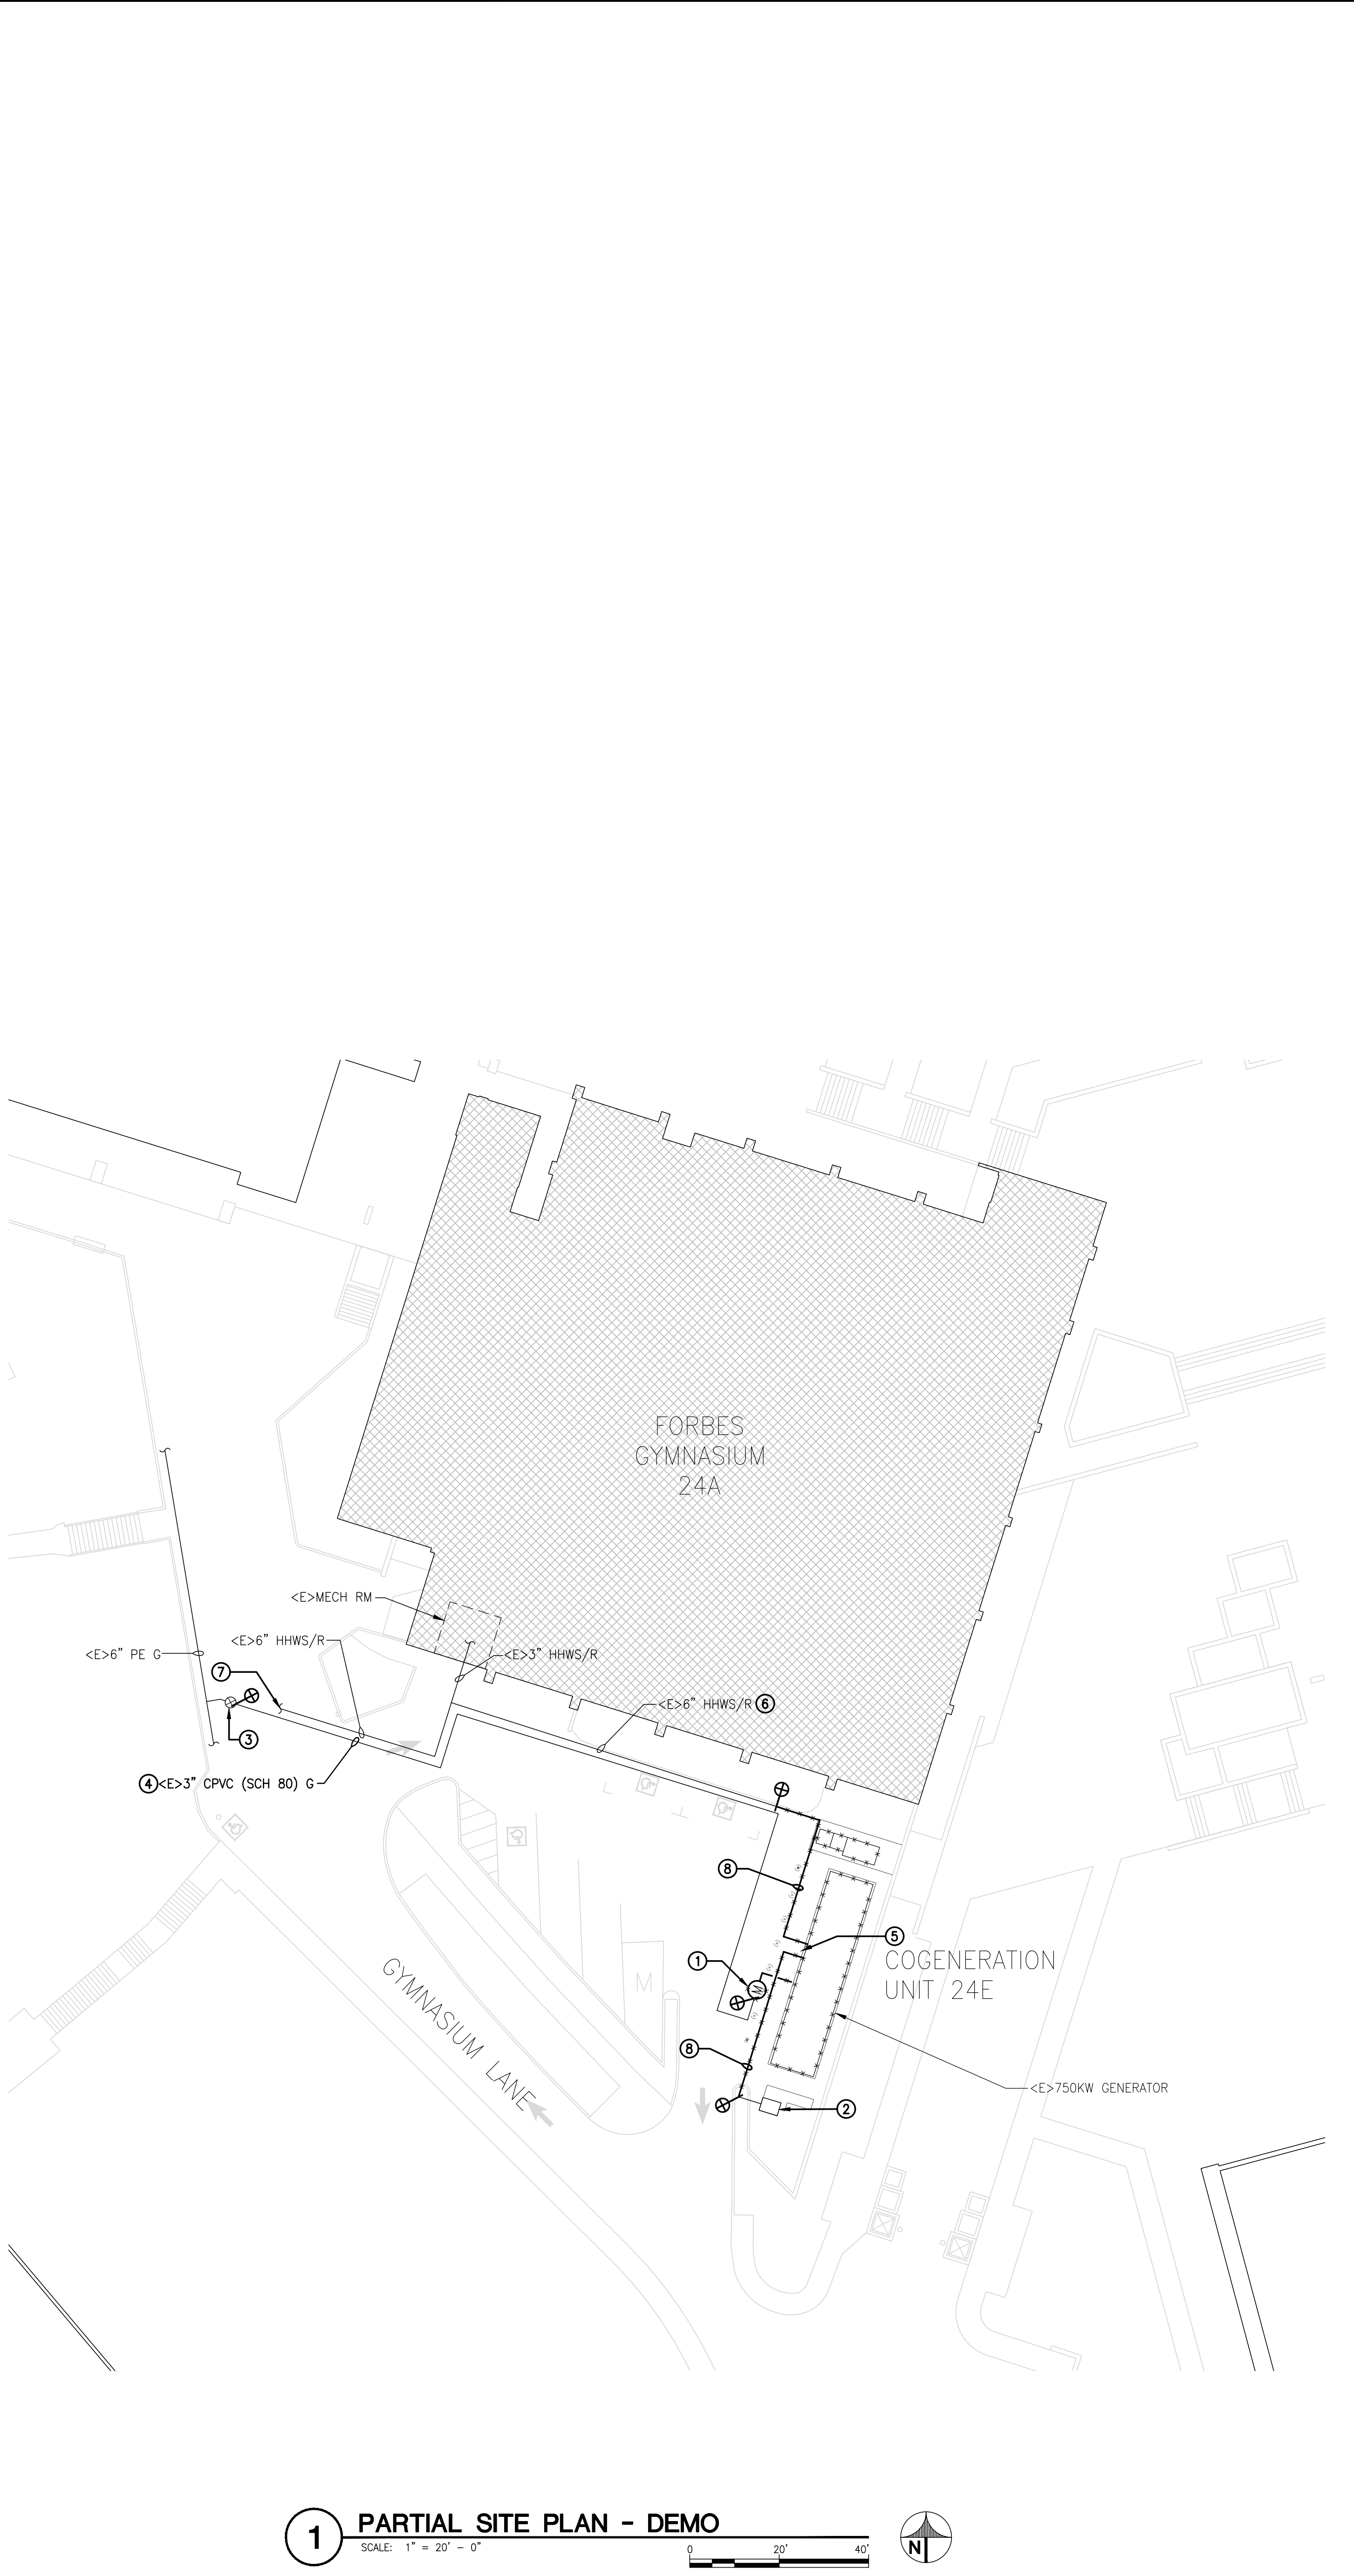 FORBES
GYMNASIUM
24A
<E>MECH RM
<E>6" HHWS/R
<E>3" HHWS/R
<E>6" PE G
7
<E>6" HHWS/R 6
3
4 <E>3" CPVC (SCH 80) G
8
5
1
M
COGENERATION
UNIT 24E
M
GYMNASIUM LANE
8
<E>750KW GENERATOR
2
1
PARTIAL SITE PLAN - DEMO
SCALE: 1" = 20' - 0"
0 20' 40'
N